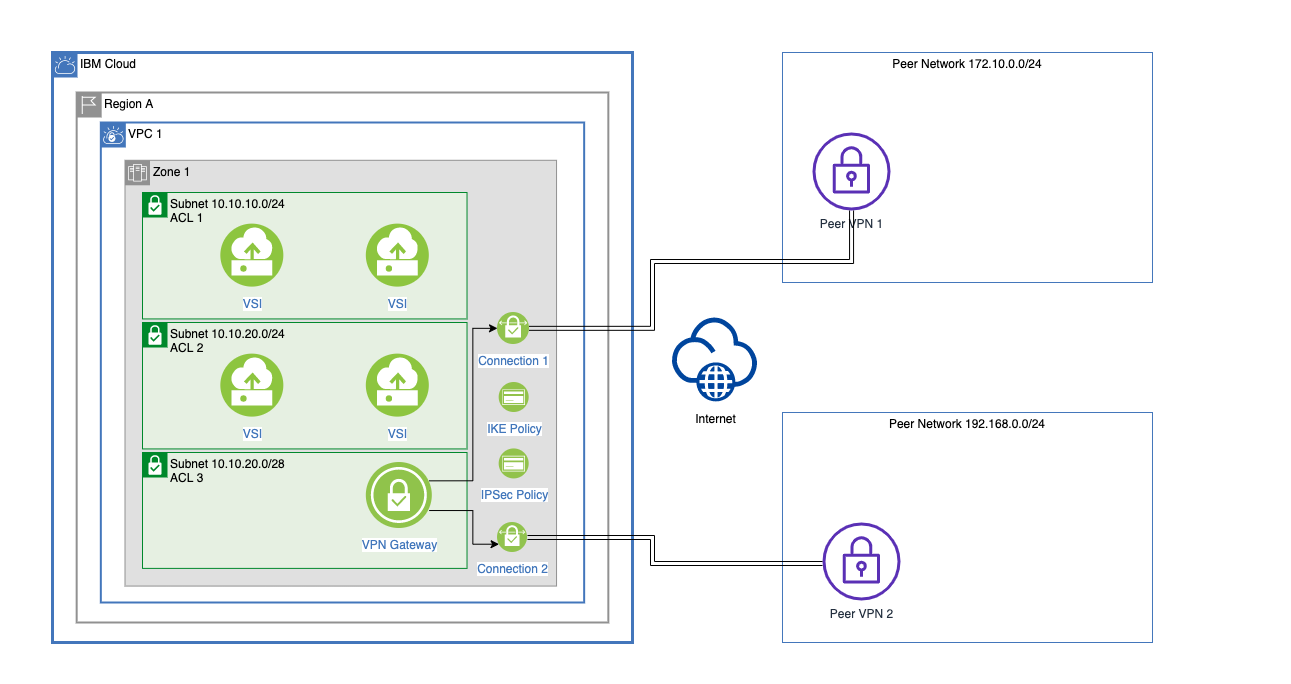 IBM Cloud
Region A
VPC 1
Zone 1
Subnet 10.10.10.0/24
ACL 1
VSI
VSI
Subnet 10.10.20.0/24
ACL 2
VSI
VSI
Subnet 10.10.20.0/28
ACL 3
VPN Gateway
Connection 1
IKE Policy
IPSec Policy
Connection 2
Internet
Peer Network 172.10.0.0/24
Peer VPN 1
Peer Network 192.168.0.0/24
Peer VPN 2